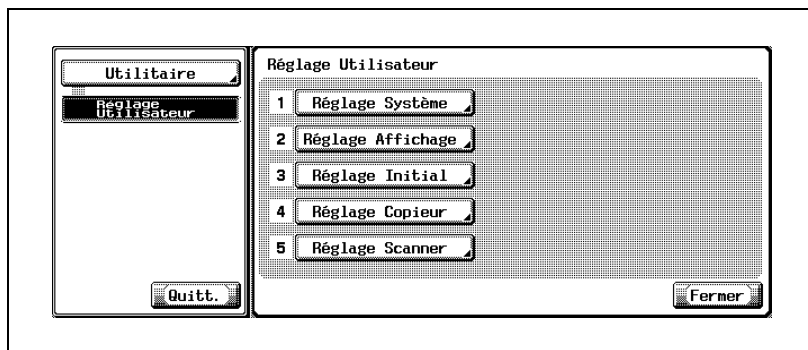 Utilitaire
Réglage
Utilisateur
Quitt.
Réglage Utilisateur
1 Réglage Système
2 Réglage Affichage
3 Réglage Initial
4 Réglage Copieur
5 Réglage Scanner
Fermer